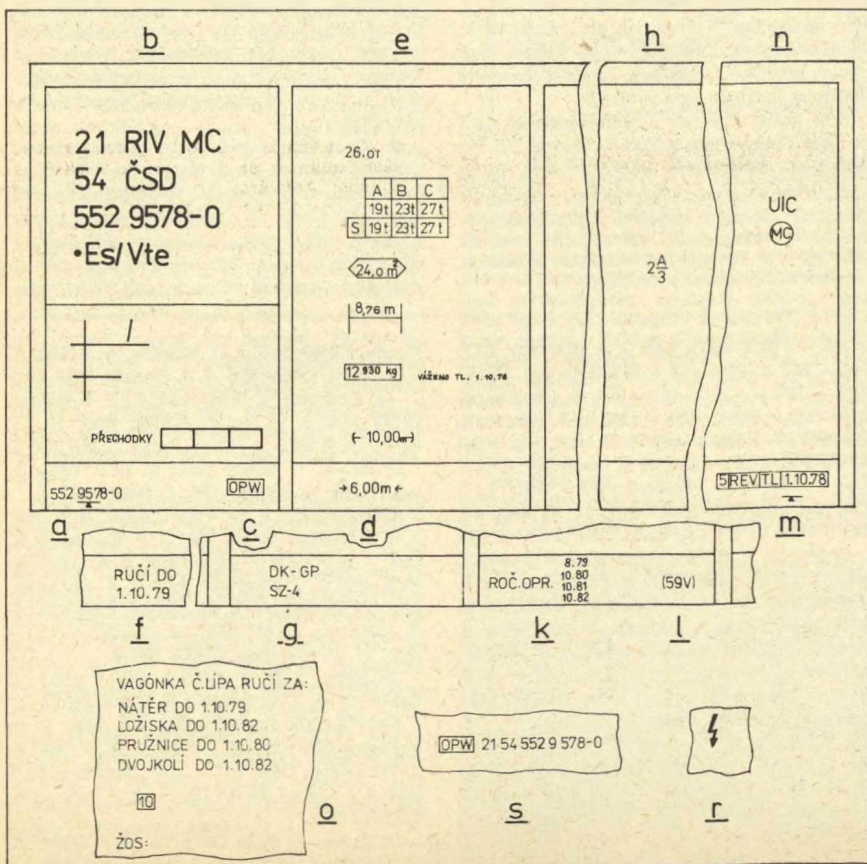 b e h n
21 RIV MC
54 ČSD
552 9578-0
•Es/Vte
PŘECHODKY
552 9578-0 OPW
26,0T
A B C
19t 23t 27t
S 19t 23t 27t
24,0 m²
8,76 m
12 930 kg VÁŽENO TL. 1.10.78
10,00m
6,00m
2 A
3
UIC
MC
5 REV TL 1.10.78
a c d m
RUČÍ DO
1.10.79
DK-GP
SZ-4
ROČ.OPR.
8.79
10.80
10.81
10.82
(59V)
f g k l
VAGÓNKA Č.LÍPA RUČÍ ZA:
NÁTĚR DO 1.10.79
LOŽISKA DO 1.10.82
PRUŽNICE DO 1.10.80
DVOJKOLÍ DO 1.10.82
10
ŽOS:
o
OPW 21 54 552 9 578-0
s r